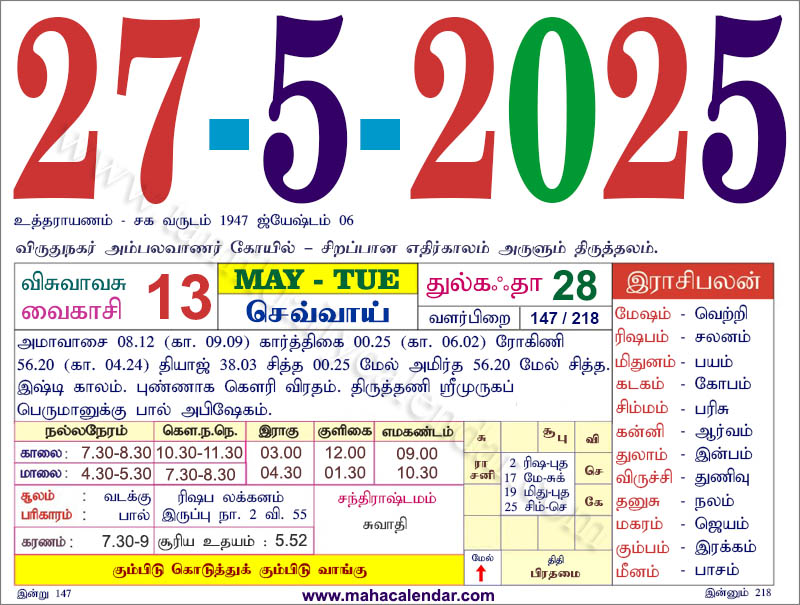 27-5-2025
உத்தராயணம் - சக வருடம் 1947 ஜ்யேஷ்டம் 06
விருதுநகர் அம்பலவாணர் கோயில் – சிறப்பான எதிர்காலம் அருளும் திருத்தலம்.
விசுவாவசு
வைகாசி
13
MAY - TUE
செவ்வாய்
துல்கஃதா 28
வளர்பிறை 147 / 218
அமாவாசை 08.12 (கா. 09.09) கார்த்திகை 00.25 (கா. 06.02) ரோகிணி
56.20 (கா. 04.24) தியாஜ் 38.03 சித்த 00.25 மேல் அமிர்த 56.20 மேல் சித்த.
இஷ்டி காலம். புண்ணாக கௌரி விரதம். திருத்தணி ஸ்ரீமுருகப்
பெருமானுக்கு பால் அபிஷேகம்.
இராசிபலன்
மேஷம் - வெற்றி
ரிஷபம் - சலனம்
மிதுனம் - பயம்
கடகம் - கோபம்
சிம்மம் - பரிசு
கன்னி - ஆர்வம்
துலாம் - இன்பம்
விருச்சி - துணிவு
தனுசு - நலம்
மகரம் - ஜெயம்
கும்பம் - இரக்கம்
மீனம் - பாசம்
நல்லநேரம் கௌ.ந.நெ. இராகு குளிகை எமகண்டம்
காலை: 7.30-8.30 10.30-11.30 03.00 12.00 09.00
மாலை: 4.30-5.30 7.30-8.30 04.30 01.30 10.30
சூலம் : வடக்கு
பரிகாரம் : பால்
ரிஷப லக்கனம்
இருப்பு நா. 2 வி. 55
சந்திராஷ்டமம்
சுவாதி
கரணம்: 7.30-9 சூரிய உதயம் : 5.52
கும்பிடு கொடுத்துக் கும்பிடு வாங்கு
சு
சூ
பு
வி
ரா
சனி
2 ரிஷ-புத
17 மே-சுக்
19 மிது-புத
25 சிம்-செ
செ
கே
மேல்
திதி
பிரதமை
இன்று 147
www.mahacalendar.com
இன்னும் 218